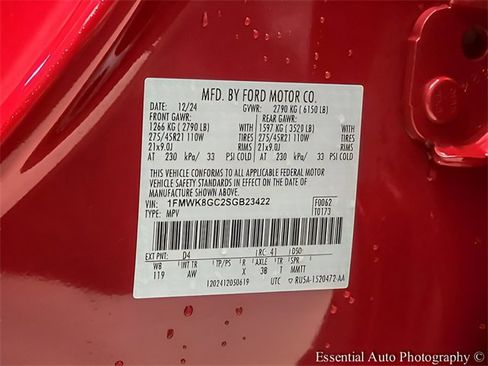 MFD. BY FORD MOTOR CO.
DATE: 12/24 GVWR: 2790 KG ( 6150 LB)
FRONT GAWR: REAR GAWR:
1266 KG ( 2790 LB) WITH 1597 KG ( 3520 LB) WITH
275/45R21 110W TIRES 275/45R21 110W TIRES
21x9.0J RIMS 21x9.0J RIMS
AT 230 kPa/ 33 PSI COLD AT 230 kPa/ 33 PSI COLD
THIS VEHICLE CONFORMS TO ALL APPLICABLE FEDERAL MOTOR
VEHICLE SAFETY STANDARDS IN EFFECT ON THE DATE OF
MANUFACTURE SHOWN ABOVE.
VIN: 1FMWK8GC2SGB23422 F0062
TYPE: MPV T0173
EXT PNT: D4 RC: 41 DSO:
WB INT TR TP/PS R AXLE TR SPR
119 AW X 38 T MMTT
1202412050619 UTC RU5A-1520472-AA
Essential Auto Photography ©